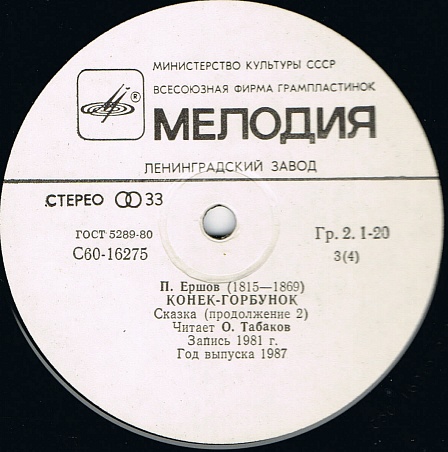 МИНИСТЕРСТВО КУЛЬТУРЫ СССР
ВСЕСОЮЗНАЯ ФИРМА ГРАМПЛАСТИНОК
®
МЕЛОДИЯ
ЛЕНИНГРАДСКИЙ ЗАВОД
СТЕРЕО 33
ГОСТ 5289-80
Гр. 2. 1-20
С60-16275
3(4)
П. Ершов (1815—1869)
КОНЕК-ГОРБУНОК
Сказка (продолжение 2)
Читает О. Табаков
Запись 1981 г.
Год выпуска 1987